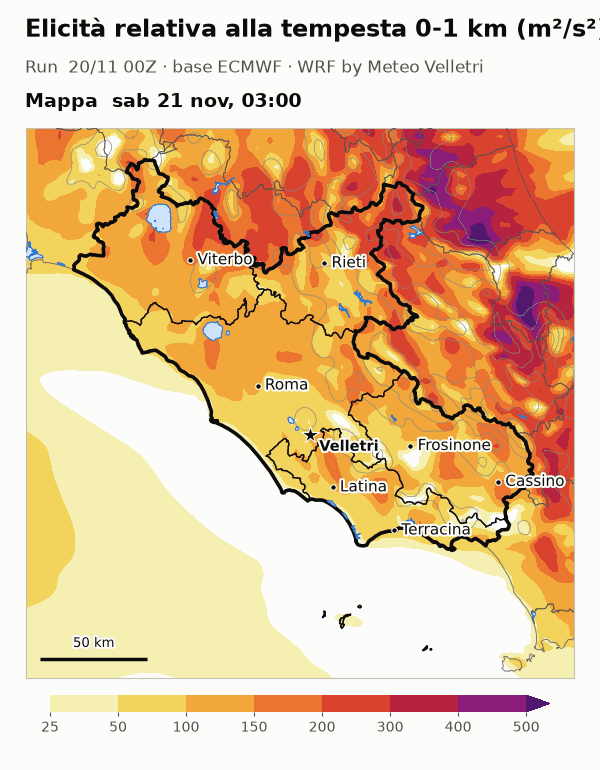 Elicità relativa alla tempesta 0-1 km (m²/s²)
Run 20/11 00Z · base ECMWF · WRF by Meteo Velletri
Mappa sab 21 nov, 03:00
Viterbo
Rieti
Roma
Velletri
Frosinone
Latina
Cassino
Terracina
50 km
25 50 100 150 200 300 400 500